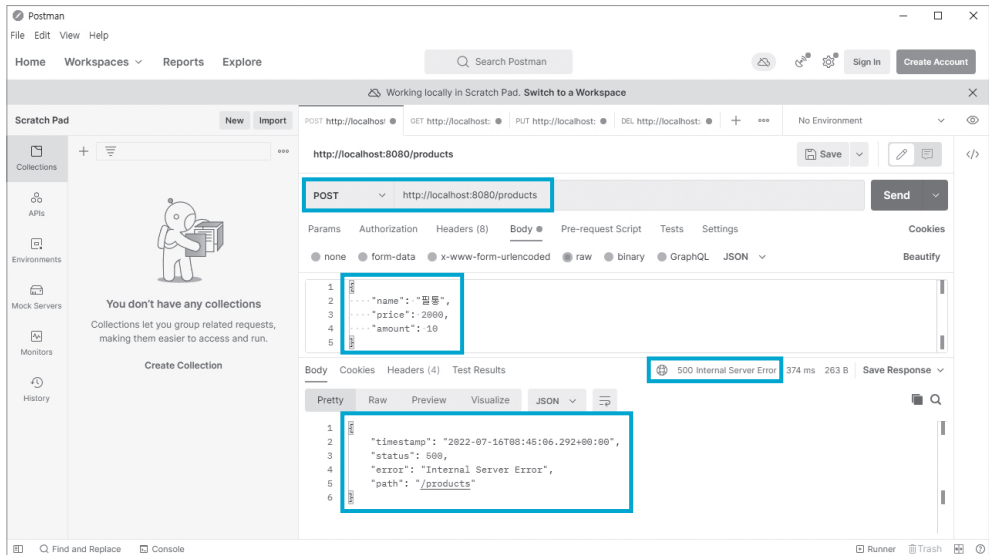 Postman
File Edit View Help
Home Workspaces Reports Explore Search Postman Sign In Create Account
Working locally in Scratch Pad. Switch to a Workspace
Scratch Pad New Import POST http://localhos GET http://localhost: PUT http://localhost: DEL http://localhost: No Environment
Collections
APIs
Environments
Mock Servers
Monitors
History
You don't have any collections
Collections let you group related requests,
making them easier to access and run.
Create Collection
http://localhost:8080/products Save
POST http://localhost:8080/products Send
Params Authorization Headers (8) Body Pre-request Script Tests Settings Cookies
none form-data x-www-form-urlencoded raw binary GraphQL JSON Beautify
1 {
2 "name": "필통",
3 "price": 2000,
4 "amount": 10
5 }
Body Cookies Headers (4) Test Results 500 Internal Server Error 374 ms 263 B Save Response
Pretty Raw Preview Visualize JSON
1 {
2 "timestamp": "2022-07-16T08:45:06.292+00:00",
3 "status": 500,
4 "error": "Internal Server Error",
5 "path": "/products"
6 }
Find and Replace Console Runner Trash